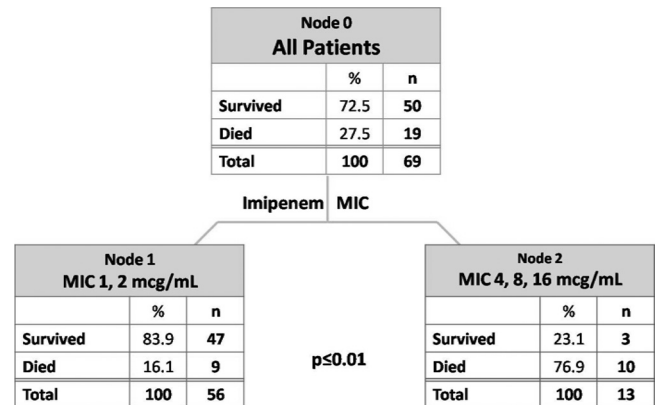 Node 0
All Patients
% n
Survived 72.5 50
Died 27.5 19
Total 100 69
Imipenem MIC
Node 1
MIC 1, 2 mcg/mL
% n
Survived 83.9 47
Died 16.1 9
Total 100 56
p≤0.01
Node 2
MIC 4, 8, 16 mcg/mL
% n
Survived 23.1 3
Died 76.9 10
Total 100 13